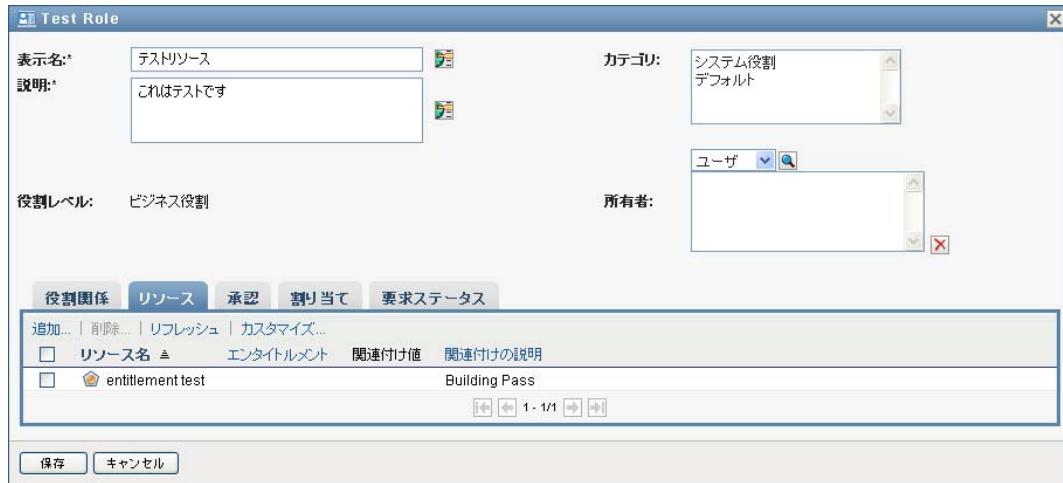 Test Role
表示名:*
テストリソース
カテゴリ:
システム役割
デフォルト
説明:*
これはテストです
ユーザ
役割レベル:
ビジネス役割
所有者:
役割関係
リソース
承認
割り当て
要求ステータス
追加... | 削除... | リフレッシュ | カスタマイズ...
リソース名 エンタイトルメント 関連付け値 関連付けの説明
entitlement test Building Pass
1 - 1/1
保存 キャンセル